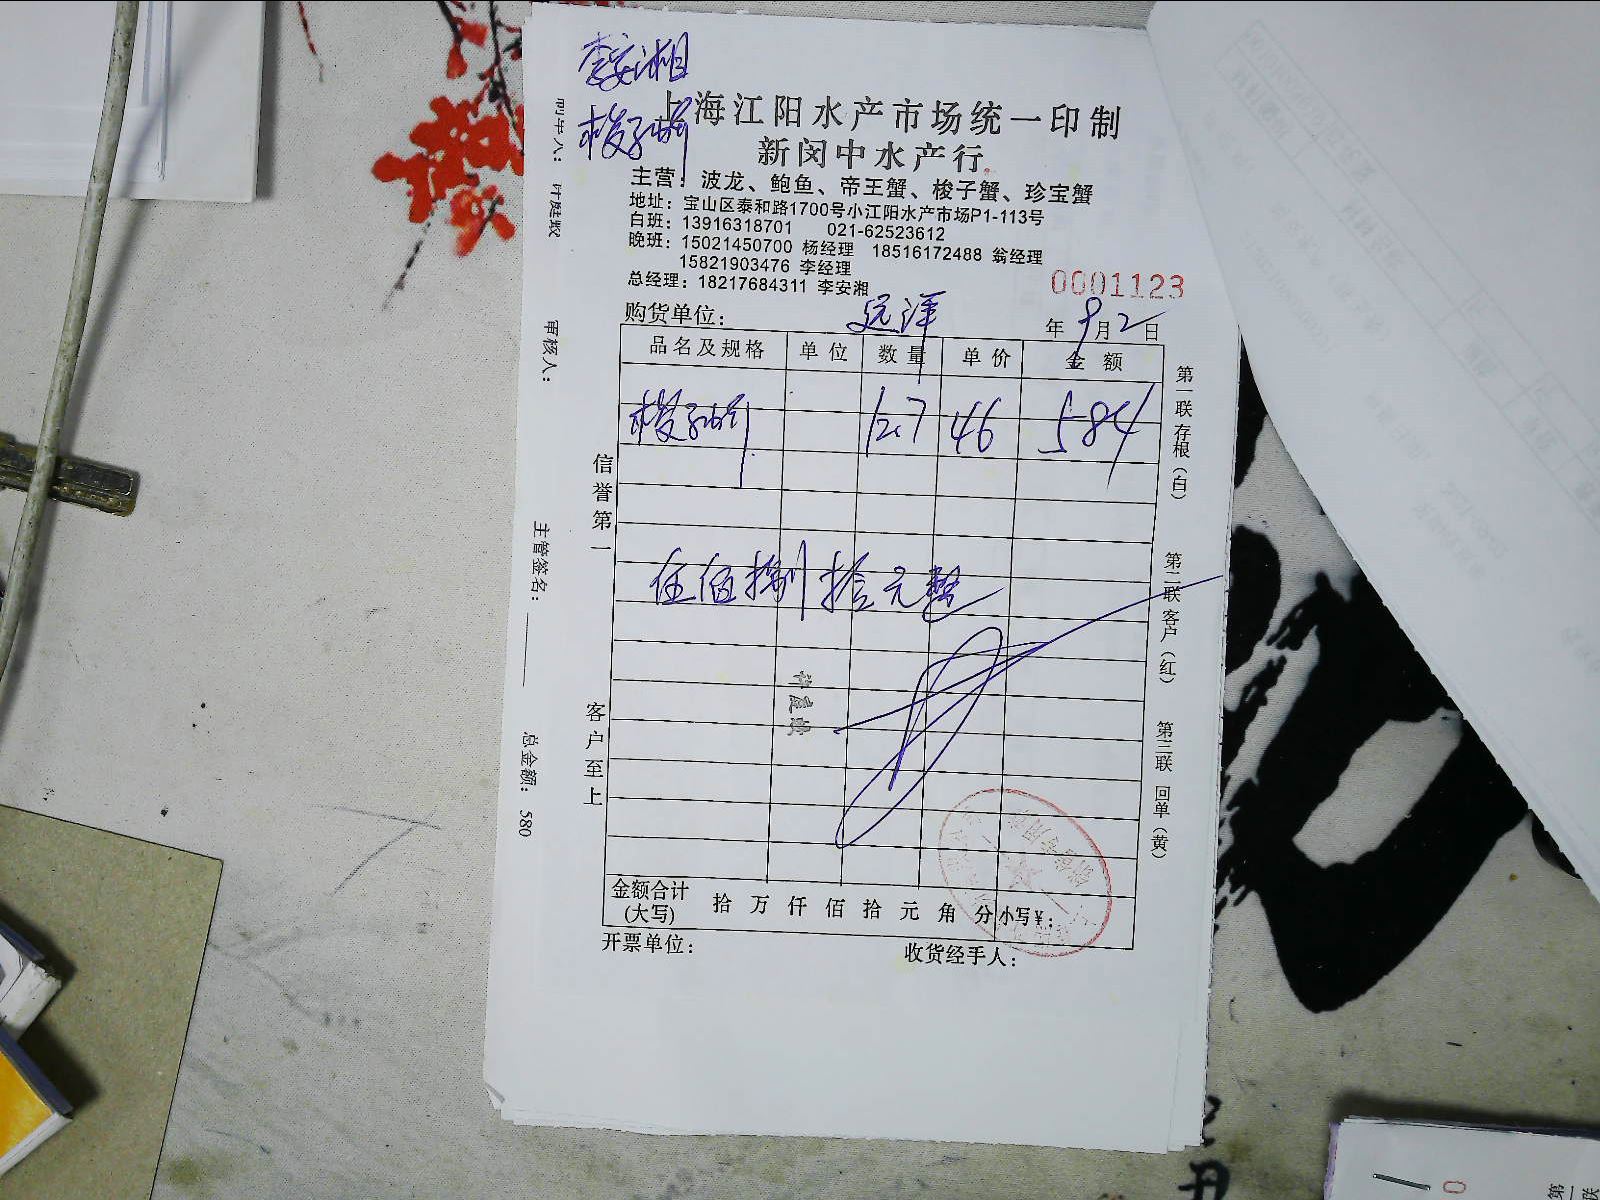 李安湘
梭子蟹
上海江阳水产市场统一印制
新闵中水产行
主营：波龙、鲍鱼、帝王蟹、梭子蟹、珍宝蟹
地址：宝山区泰和路1700号小江阳水产市场P1-113号
白班：13916318701 021-62523612
晚班：15021450700 杨经理 18516172488 翁经理
15821903476 李经理
总经理：18217684311 李安湘
0001123
购货单位： 远洋 年 9月 2日
品名及规格 单位 数量 单价 金额
梭子蟹 12.7 46 584
伍佰捌拾元整
金额合计 (大写) 拾 万 仟 佰 拾 元 角 分 小写¥：
开票单位： 收货经手人：
信誉第一
客户至上
第一联 存根（白）
第二联 客户（红）
第三联 回单（黄）
审核人：
主管签名：
总金额： 580